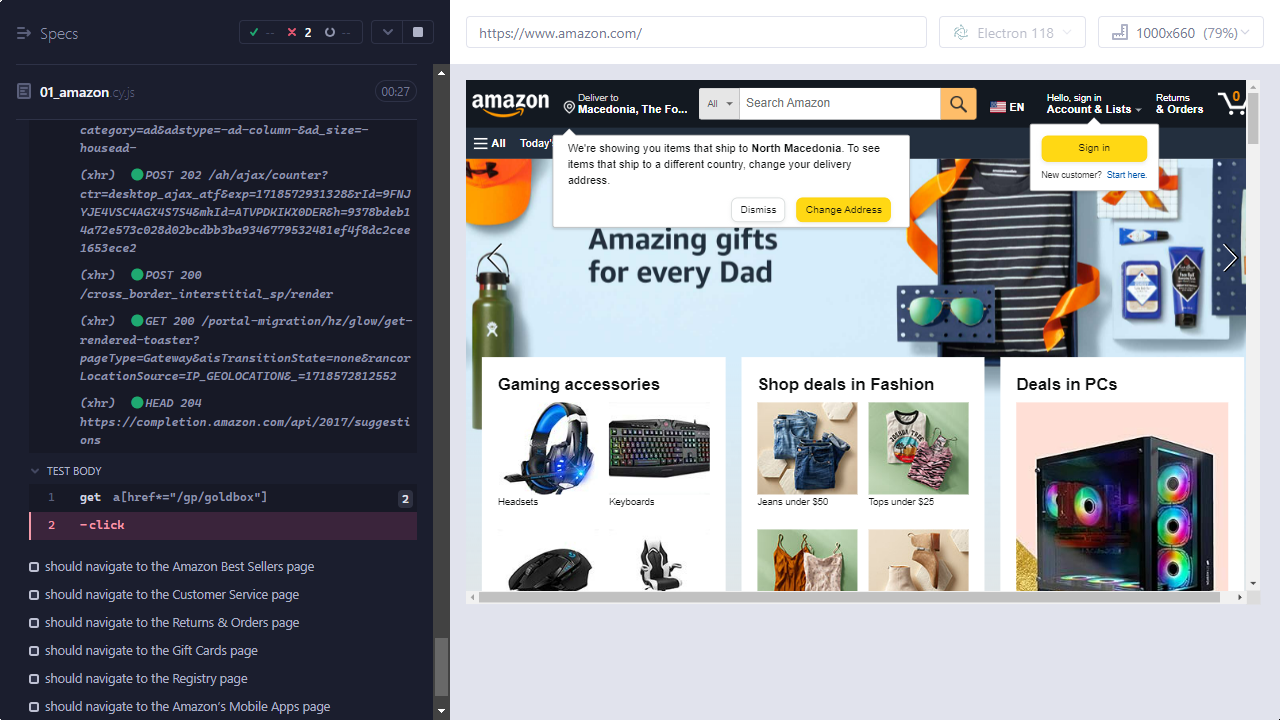 Specs
-- 2 --
https://www.amazon.com/
Electron 118
1000x660 (79%)
01_amazon.cy.js
00:27
category=ad&adstype=-ad-column-&ad_size=-
househead-
(xhr) POST 202 /ah/ajax/counter?
ctr=desktop_ajax_atf&exp=1718572931328&rId=9FNJ
YJE4VSC4AGX4S7S4&mkId=ATVPDKIKX0DER&h=9378bdeb1
4a72e573c028d02bcdbb3ba9346779532481ef4f8dc2cee
1653ece2
(xhr) POST 200
/cross_border_interstitial_sp/render
(xhr) GET 200 /portal-migration/hz/glow/get-
rendered-toaster?
pageType=Gateway&aisTransitionState=none&rancor
LocationSource=IP_GEOLOCATION&_=1718572812552
(xhr) HEAD 204
https://completion.amazon.com/api/2017/suggesti
ons
TEST BODY
1 get a[href*="/gp/goldbox"] 2
2 -click
should navigate to the Amazon Best Sellers page
should navigate to the Customer Service page
should navigate to the Returns & Orders page
should navigate to the Gift Cards page
should navigate to the Registry page
should navigate to the Amazon's Mobile Apps page
amazon
Deliver to
Macedonia, The Fo...
All
Search Amazon
EN
Hello, sign in
Account & Lists
Returns
& Orders
0
All
Today's
We're showing you items that ship to North Macedonia. To see
items that ship to a different country, change your delivery
address.
Dismiss
Change Address
Sign in
New customer? Start here.
Amazing gifts
for every Dad
Gaming accessories
Headsets
Keyboards
Shop deals in Fashion
Jeans under $50
Tops under $25
Deals in PCs